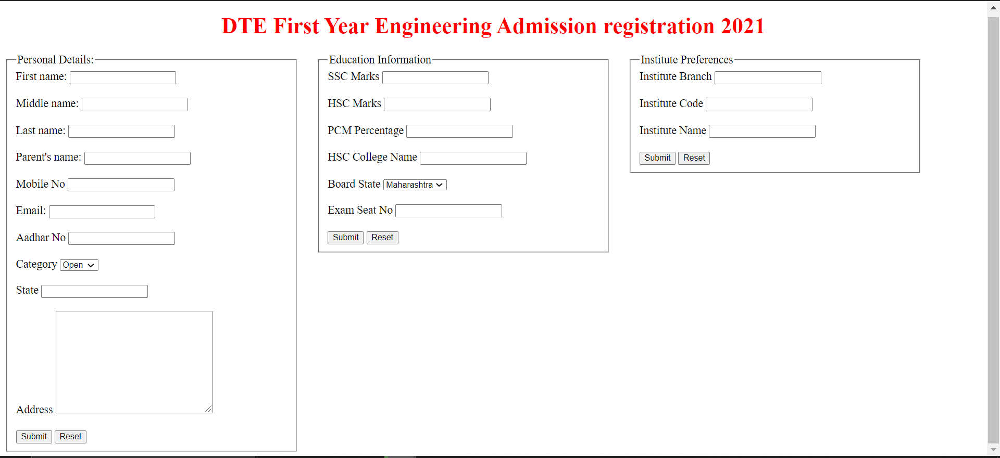 DTE First Year Engineering Admission registration 2021
Personal Details:
First name:
Middle name:
Last name:
Parent's name:
Mobile No
Email:
Aadhar No
Category Open
State
Address
Submit Reset
Education Information
SSC Marks
HSC Marks
PCM Percentage
HSC College Name
Board State Maharashtra
Exam Seat No
Submit Reset
Institute Preferences
Institute Branch
Institute Code
Institute Name
Submit Reset